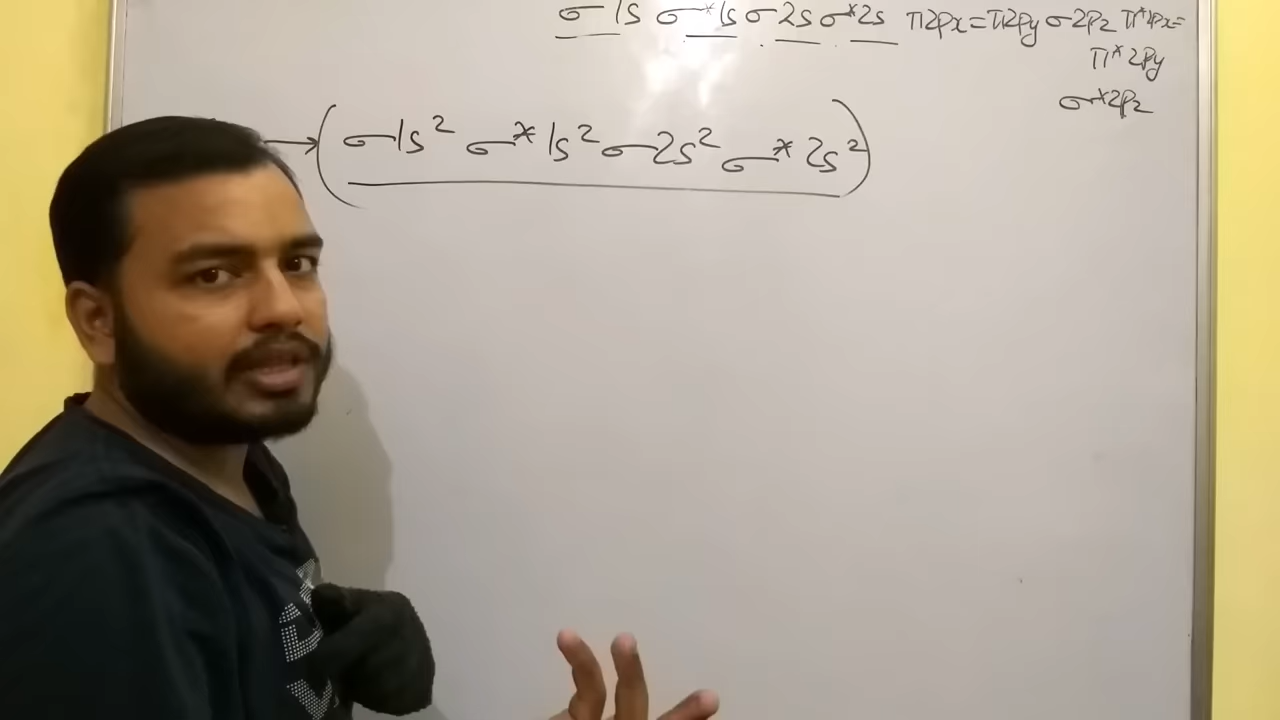 σ1s σ*1s σ2s σ*2s π2px=π2py σ2pz π*2px=
π*2py
σ*2pz
→(σ1s² σ*1s² σ2s² σ*2s²)